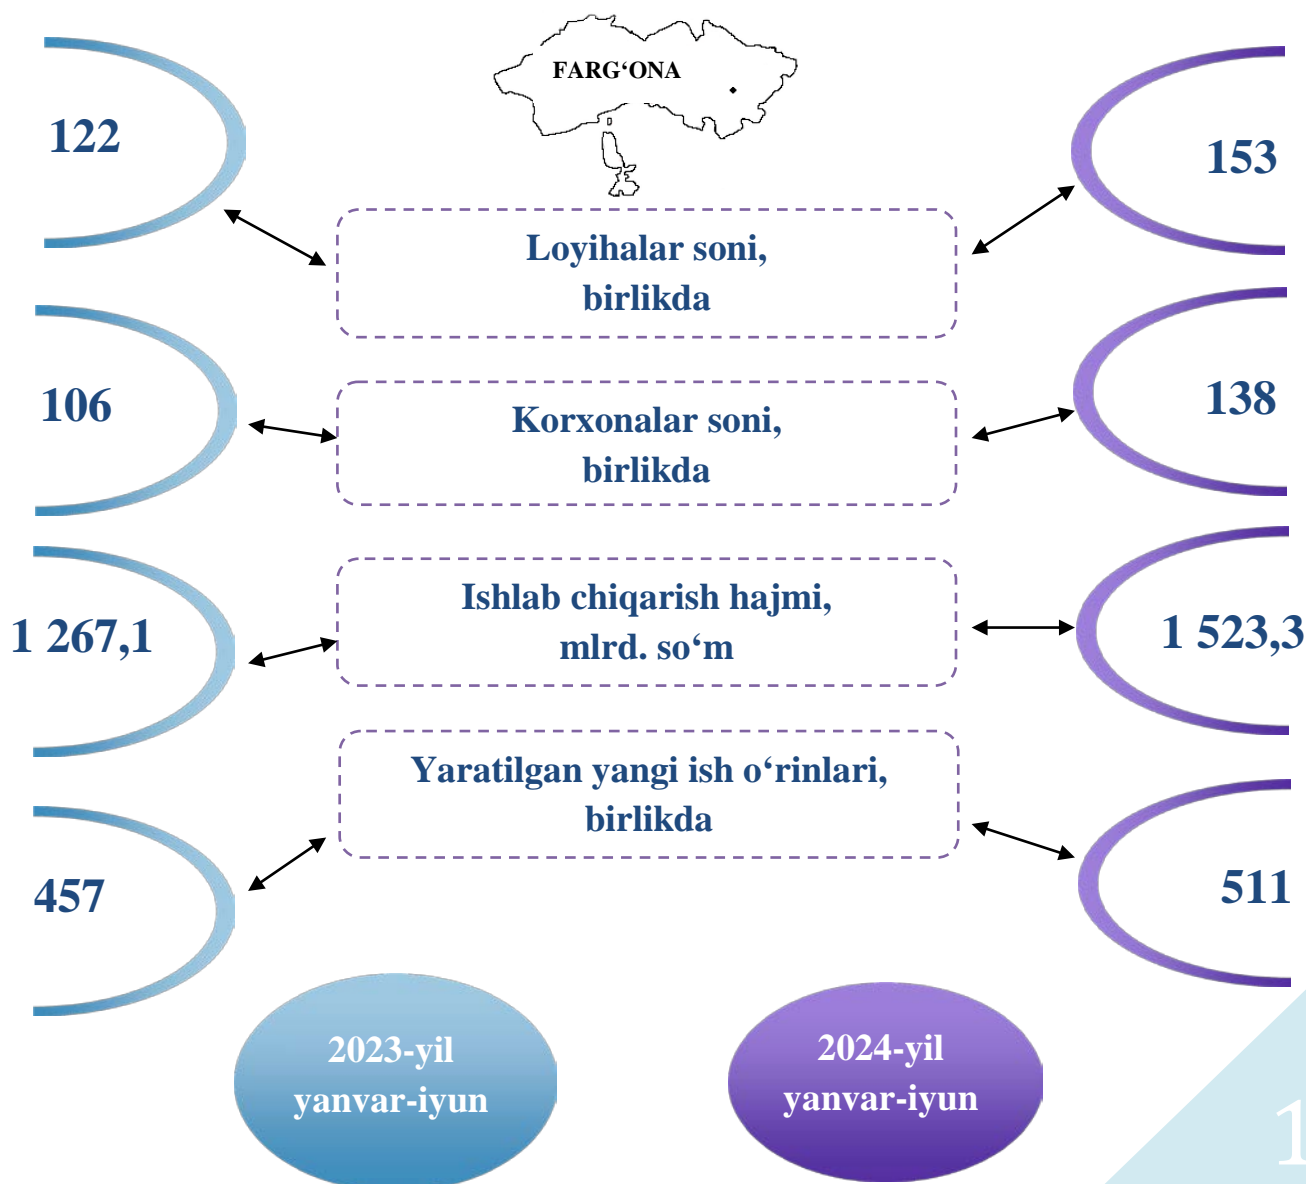 FARG‘ONA
122
153
Loyihalar soni,
birlikda
106
138
Korxonalar soni,
birlikda
1 267,1
1 523,3
Ishlab chiqarish hajmi,
mlrd. so‘m
Yaratilgan yangi ish o‘rinlari,
birlikda
457
511
2023-yil
yanvar-iyun
2024-yil
yanvar-iyun
1